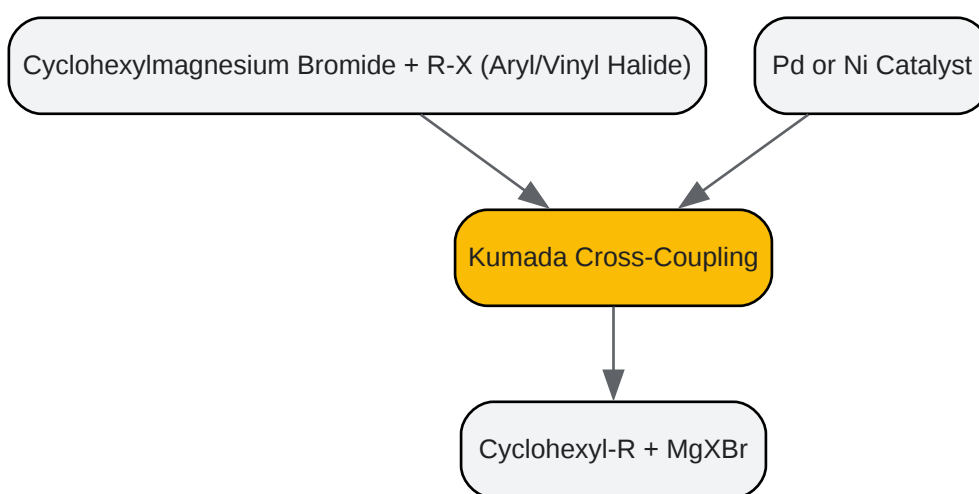 Cyclohexylmagnesium Bromide + R-X (Aryl/Vinyl Halide)
Pd or Ni Catalyst
Kumada Cross-Coupling
Cyclohexyl-R + MgXBr